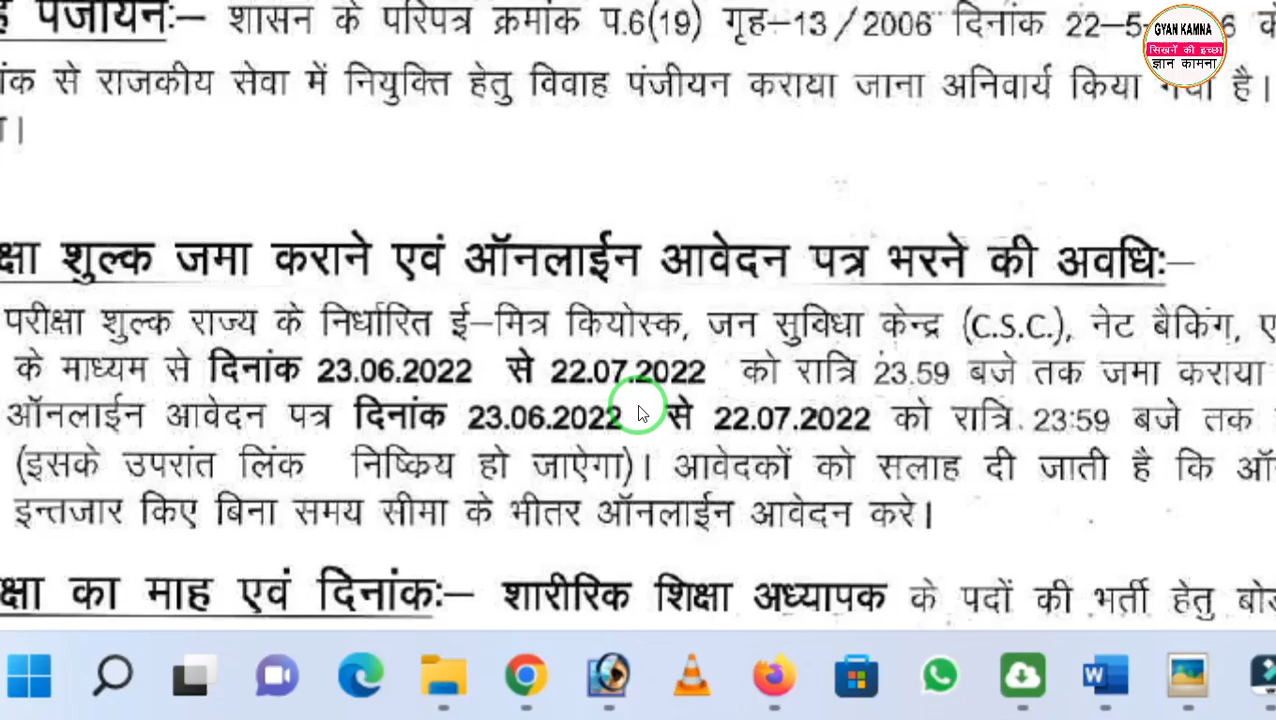 पंजीयनः– शासन के परिपत्र क्रमांक प.6(19) गृह–13/2006 दिनांक 22–5–
से राजकीय सेवा में नियुक्ति हेतु विवाह पंजीयन कराया जाना अनिवार्य किया गया है।
GYAN KAMNA
सिखनें की इच्छा
ज्ञान कामना
शुल्क जमा कराने एवं ऑनलाईन आवेदन पत्र भरने की अवधिः–
परीक्षा शुल्क राज्य के निर्धारित ई–मित्र कियोस्क, जन सुविधा केन्द्र (C.S.C.), नेट बैकिंग,
के माध्यम से दिनांक 23.06.2022 से 22.07.2022 को रात्रि 23.59 बजे तक जमा कराया
ऑनलाईन आवेदन पत्र दिनांक 23.06.2022 से 22.07.2022 को रात्रि 23:59 बजे तक
(इसके उपरांत लिंक निष्किय हो जाऐगा)। आवेदकों को सलाह दी जाती है कि
इन्तजार किए बिना समय सीमा के भीतर ऑनलाईन आवेदन करे।
का माह एवं दिनांकः– शारीरिक शिक्षा अध्यापक के पदों की भर्ती हेतु